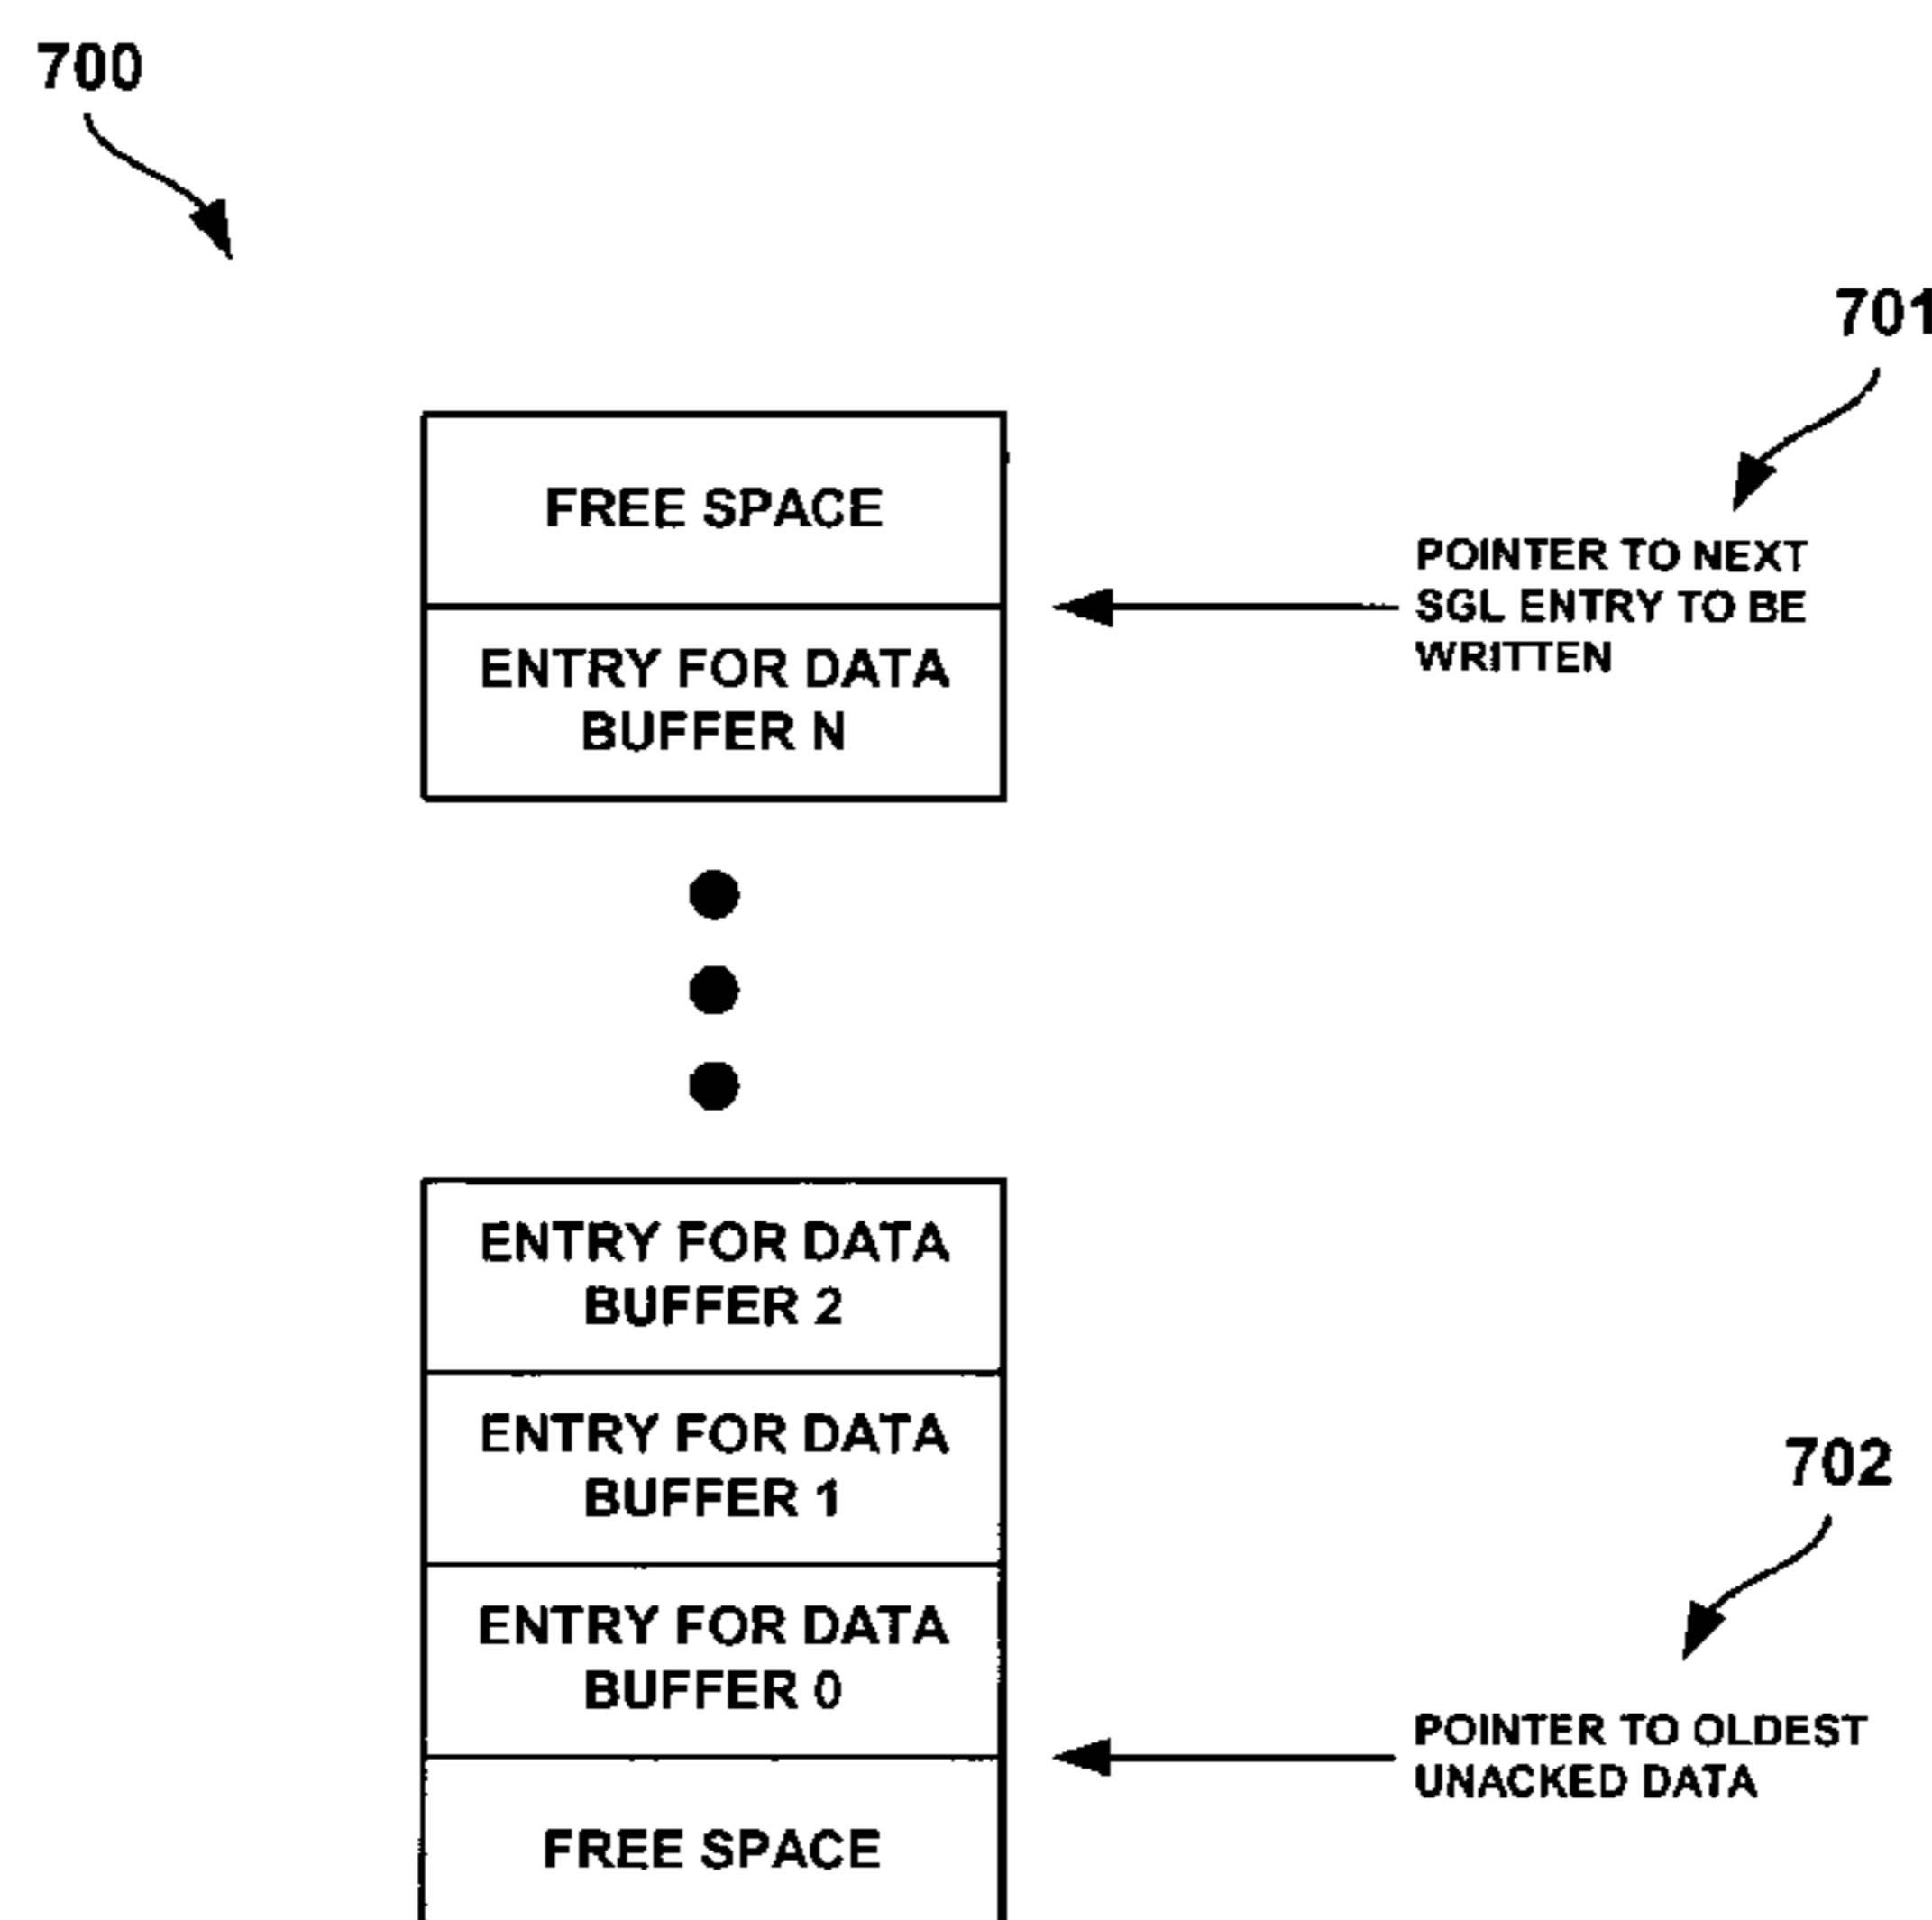 700
701
FREE SPACE
POINTER TO NEXT
SGL ENTRY TO BE
WRITTEN
ENTRY FOR DATA
BUFFER N
ENTRY FOR DATA
BUFFER 2
ENTRY FOR DATA
BUFFER 1
702
ENTRY FOR DATA
BUFFER 0
POINTER TO OLDEST
UNACKED DATA
FREE SPACE